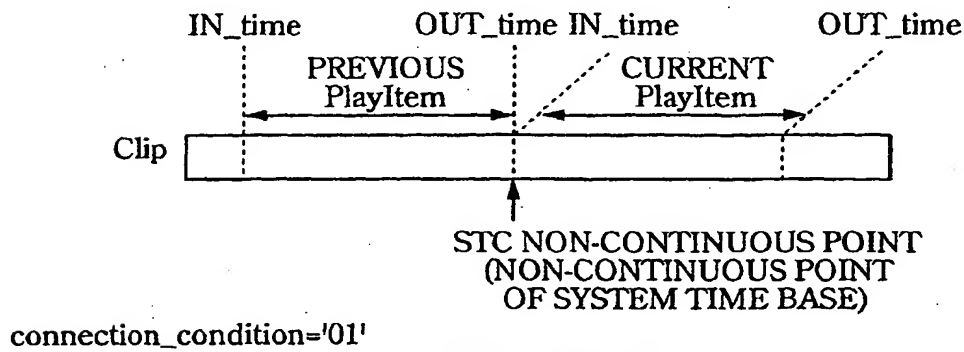 IN_time OUT_time IN_time OUT_time
PREVIOUS PlayItem
CURRENT PlayItem
Clip
STC NON-CONTINUOUS POINT
(NON-CONTINUOUS POINT
OF SYSTEM TIME BASE)
connection_condition='01'